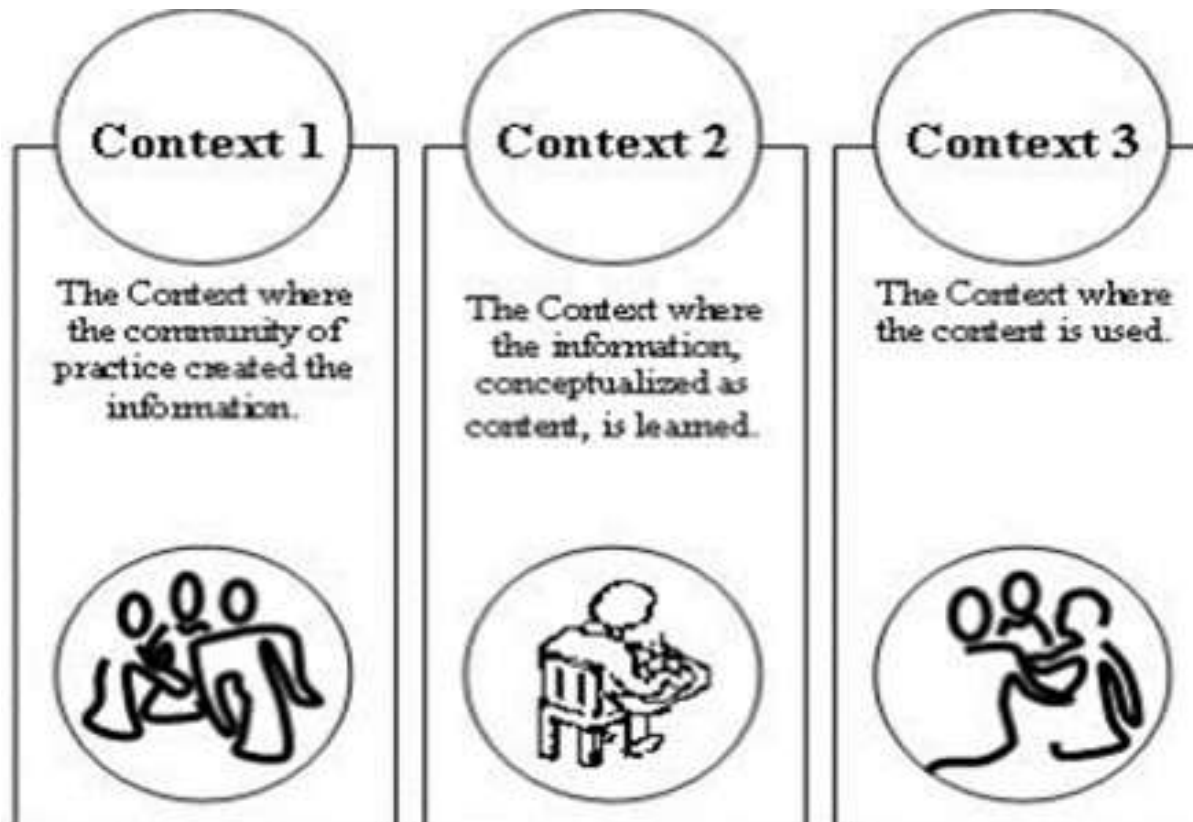 Context 1
The Context where
the community of
practice created the
information.
Context 2
The Context where
the information,
conceptualized as
content, is learned.
Context 3
The Context where
the content is used.